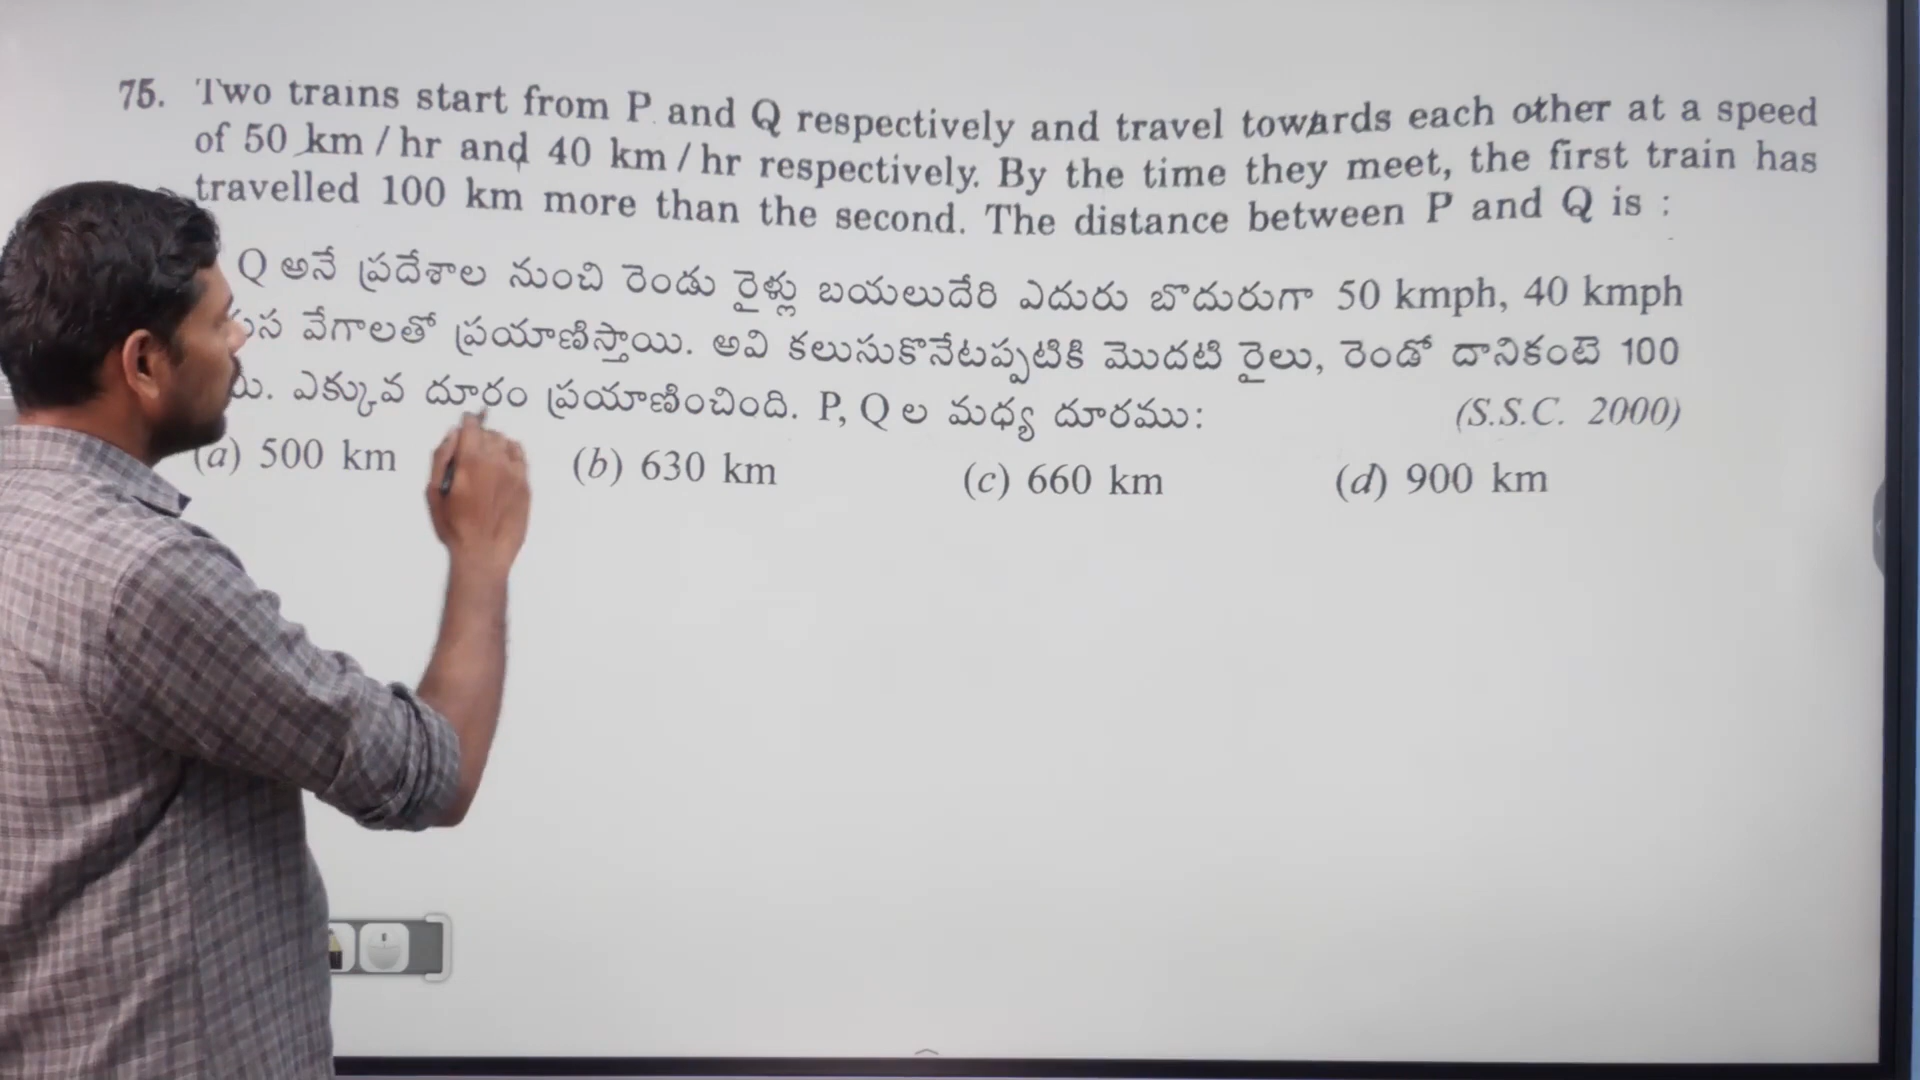 75. Two trains start from P and Q respectively and travel towards each other at a speed
of 50 km / hr and 40 km / hr respectively. By the time they meet, the first train has
travelled 100 km more than the second. The distance between P and Q is :
Q అనే ప్రదేశాల నుంచి రెండు రైళ్లు బయలుదేరి ఎదురు బొదురుగా 50 kmph, 40 kmph
వేగాలతో ప్రయాణిస్తాయి. అవి కలుసుకొనేటప్పటికి మొదటి రైలు, రెండో దానికంటె 100
ఎక్కువ దూరం ప్రయాణించింది. P, Q ల మధ్య దూరము: (S.S.C. 2000)
(a) 500 km (b) 630 km (c) 660 km (d) 900 km